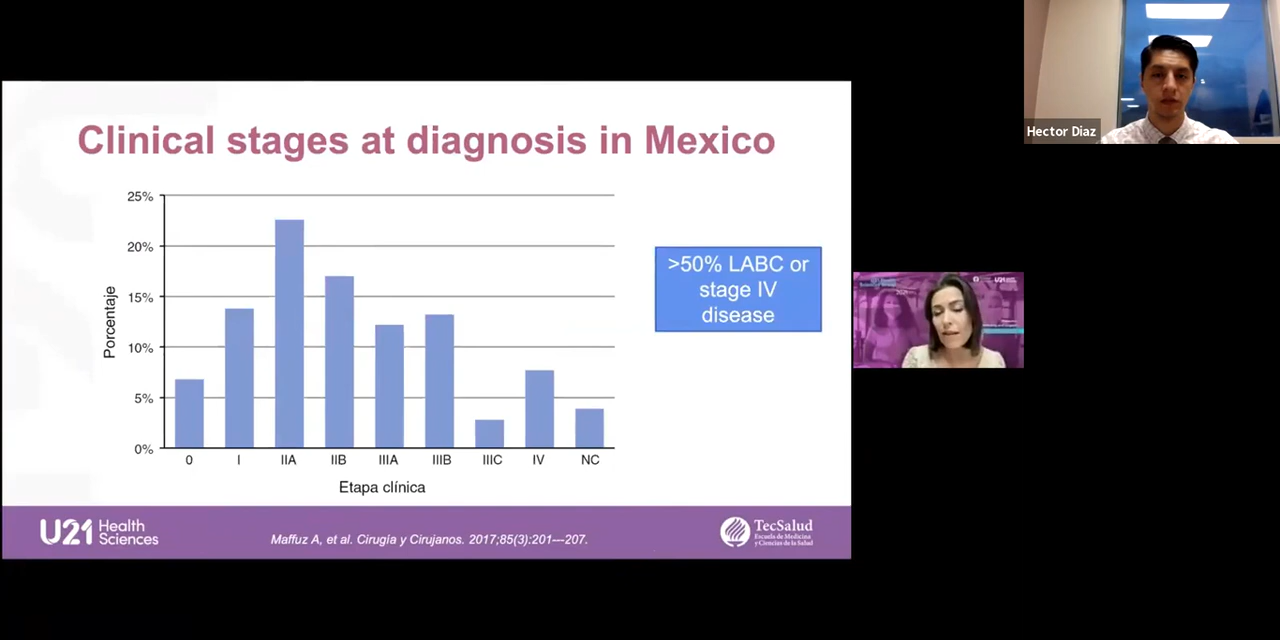 Clinical stages at diagnosis in Mexico
25%
20%
15%
10%
5%
0%
Porcentaje
0 I IIA IIB IIIA IIIB IIIC IV NC
Etapa clínica
>50% LABC or
stage IV
disease
U21 Health
Sciences
Maffuz A, et al. Cirugía y Cirujanos. 2017;85(3):201---207.
TecSalud
Escuela de Medicina
y Ciencias de la Salud
Hector Diaz